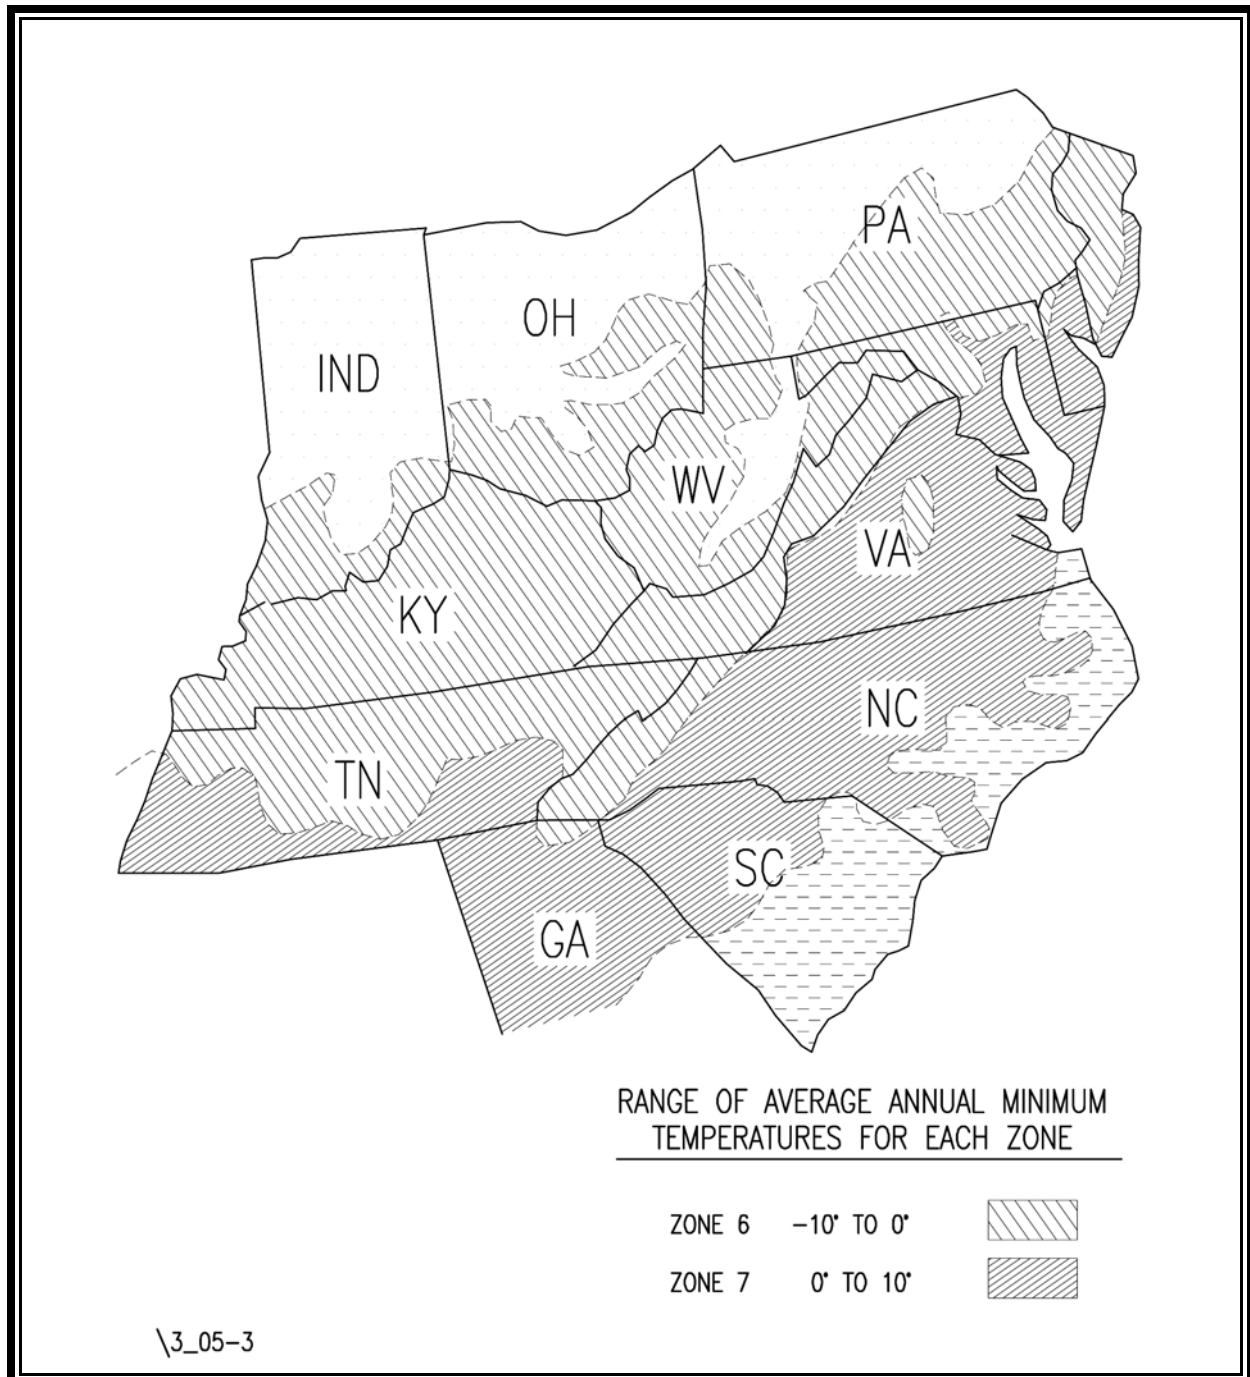 PA
OH
IND
WV
VA
KY
NC
TN
SC
GA
RANGE OF AVERAGE ANNUAL MINIMUM
TEMPERATURES FOR EACH ZONE
ZONE 6 -10° TO 0°
ZONE 7 0° TO 10°
\3_05-3